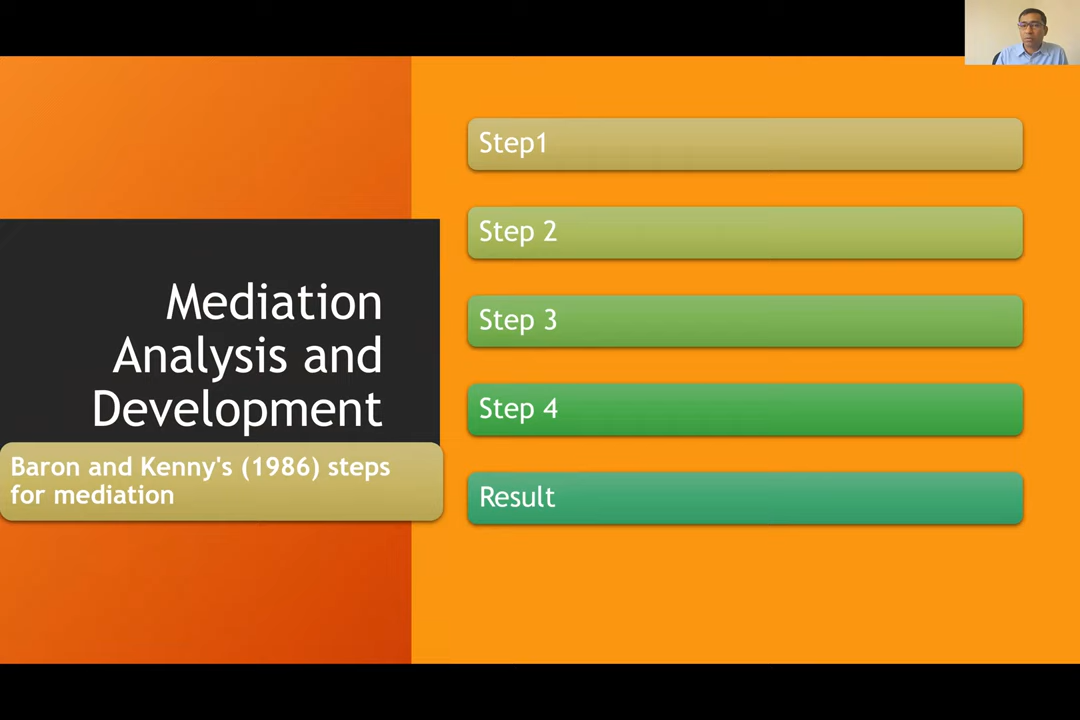 Mediation
Analysis and
Development
Baron and Kenny's (1986) steps
for mediation
Step1
Step 2
Step 3
Step 4
Result